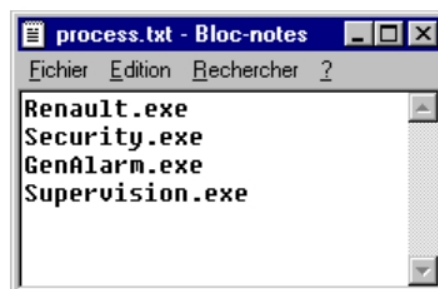 process.txt - Bloc-notes
Fichier Edition Rechercher ?
Renault.exe
Security.exe
GenAlarm.exe
Supervision.exe